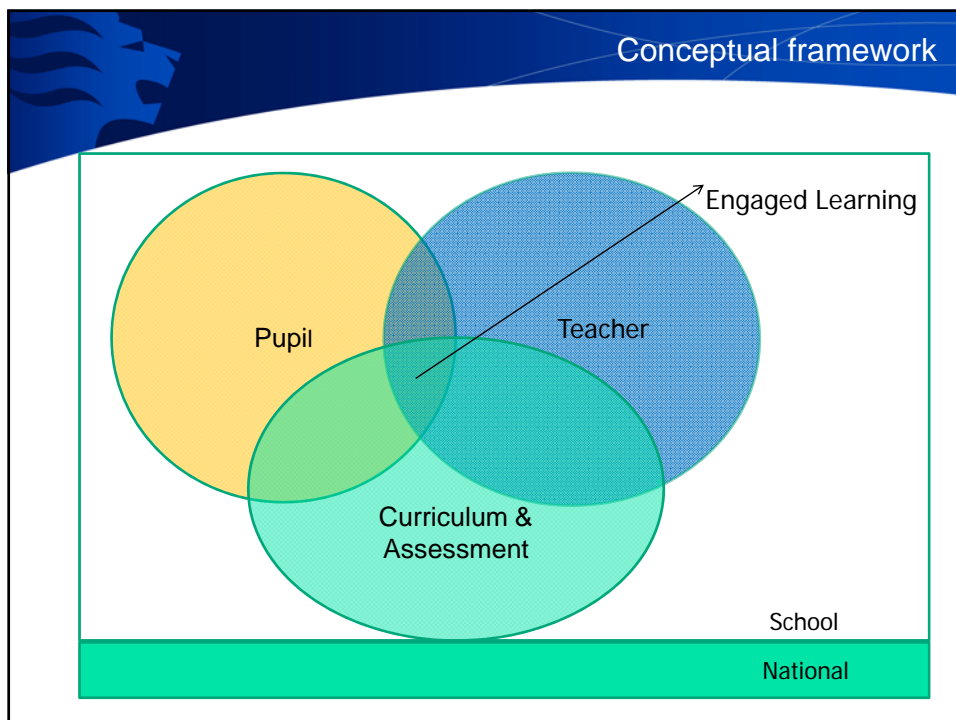 Conceptual framework
Engaged Learning
Pupil
Teacher
Curriculum &
Assessment
School
National